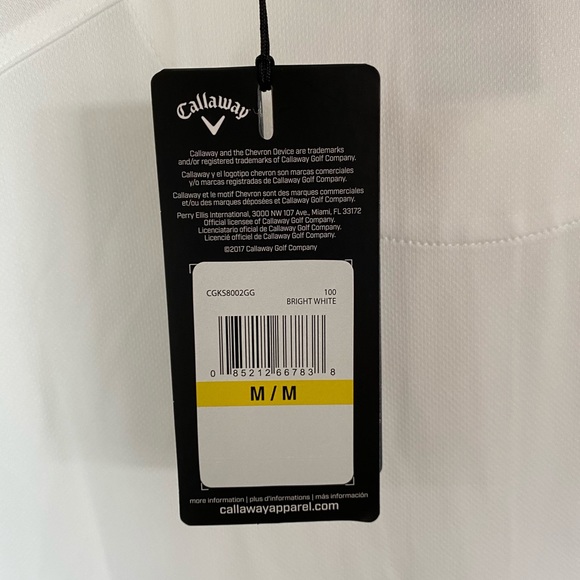 Callaway
Callaway and the Chevron Device are trademarks
and/or registered trademarks of Callaway Golf Company.
Callaway y el logotipo chevron son marcas comerciales
y/o marcas registradas de Callaway Golf Company.
Callaway et le motif Chevron sont des marques commerciales
et/ou des marques déposées et Callaway Golf Company.
Perry Ellis International, 3000 NW 107 Ave., Miami, FL 33172
Official licensee of Callaway Golf Company.
Licenciatario oficial de Callaway Golf Company.
Licencié officiel de Callaway Golf Company.
©2017 Callaway Golf Company
CGKS8002GG 100
BRIGHT WHITE
0 85212 66783 8
M / M
more information | plus d'informations | más información
callawayapparel.com